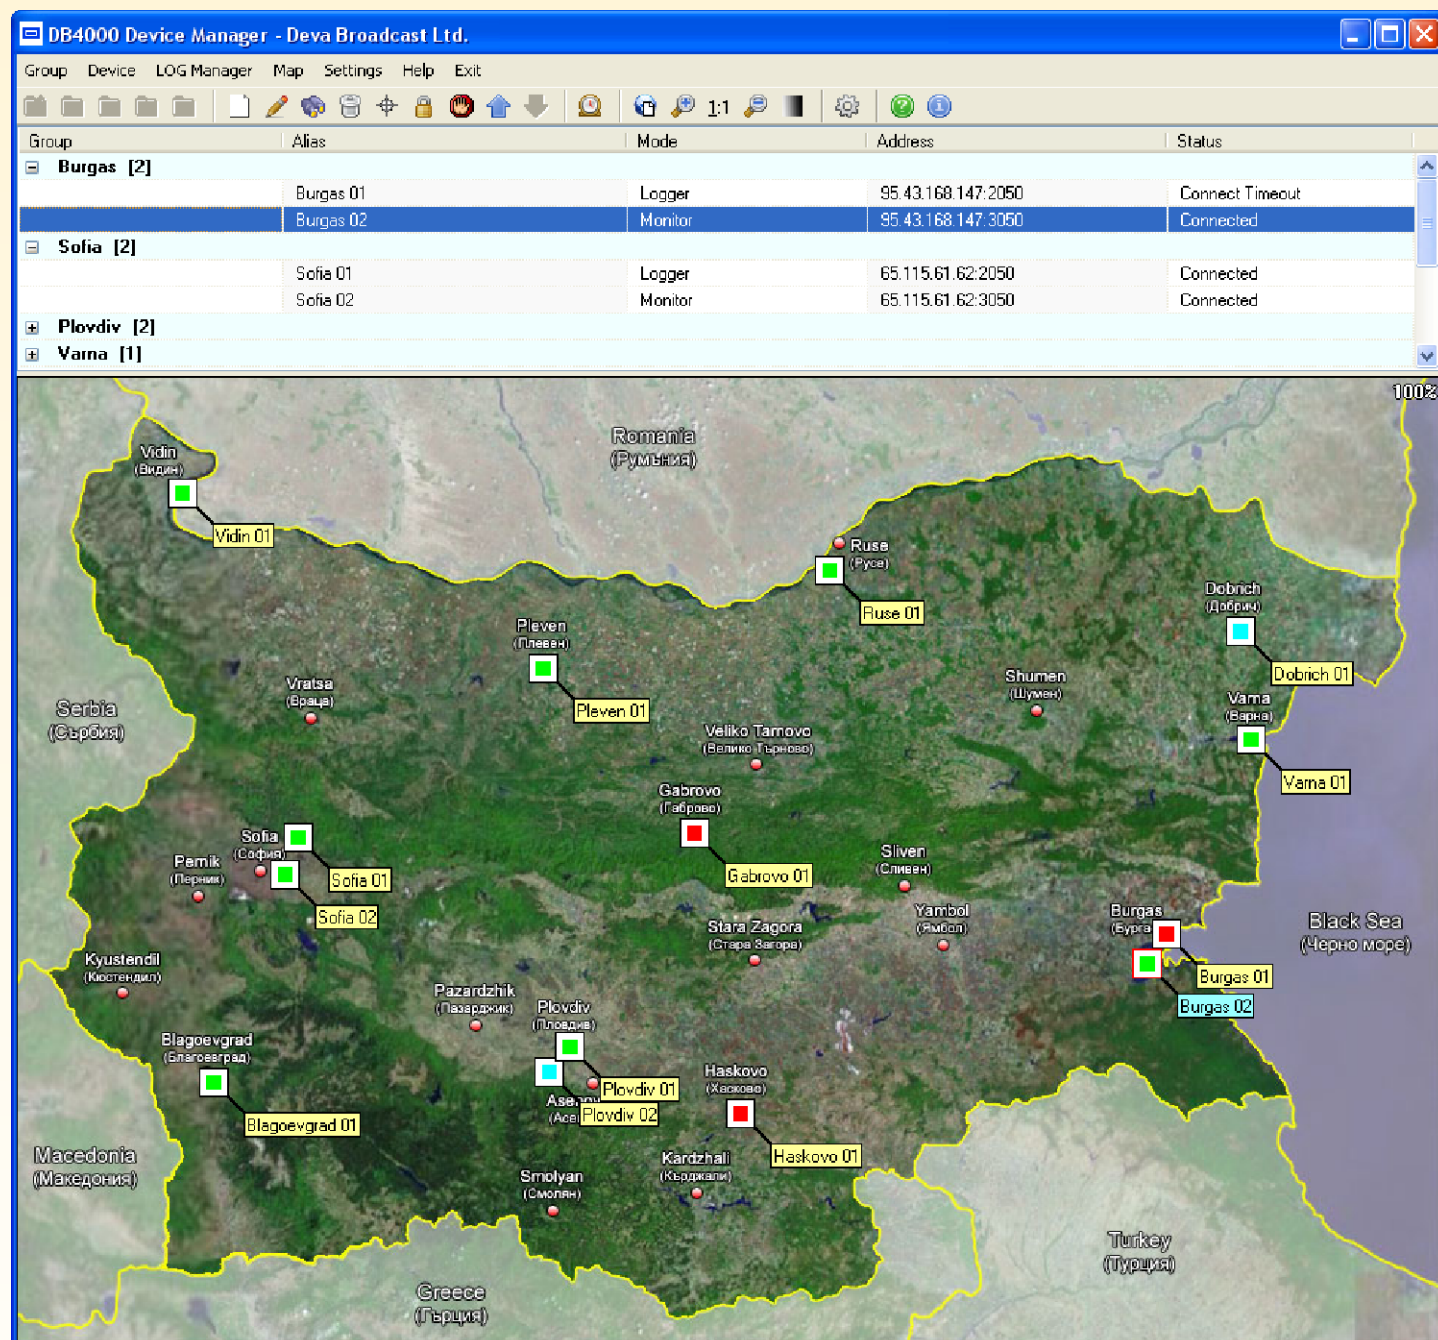 DB4000 Device Manager - Deva Broadcast Ltd.
Group Device LOG Manager Map Settings Help Exit
1:1
Group Alias Mode Address Status
Burgas [2]
Burgas 01 Logger 95.43.168.147:2050 Connect Timeout
Burgas 02 Monitor 95.43.168.147:3050 Connected
Sofia [2]
Sofia 01 Logger 65.115.61.62:2050 Connected
Sofia 02 Monitor 65.115.61.62:3050 Connected
Plovdiv [2]
Varna [1]
100%
Romania
(Румъния)
Vidin
(Видин)
Vidin 01
Ruse
(Русе)
Ruse 01
Dobrich
(Добрич)
Dobrich 01
Pleven
(Плевен)
Pleven 01
Vratsa
(Враца)
Shumen
(Шумен)
Serbia
(Сърбия)
Varna
(Варна)
Varna 01
Veliko Tarnovo
(Велико Търново)
Gabrovo
(Габрово)
Gabrovo 01
Sofia
(София)
Sofia 01
Sofia 02
Pernik
(Перник)
Sliven
(Сливен)
Yambol
(Ямбол)
Burgas
(Бурга
Burgas 01
Burgas 02
Black Sea
(Черно море)
Stara Zagora
(Стара Загора)
Kyustendil
(Кюстендил)
Pazardzhik
(Пазарджик)
Plovdiv
(Пловдив)
Plovdiv 01
Plovdiv 02
Blagoevgrad
(Благоевград)
Blagoevgrad 01
Haskovo
(Хасково)
Haskovo 01
Macedonia
(Македония)
Kardzhali
(Кърджали)
Smolyan
(Смолян)
Turkey
(Турция)
Greece
(Гърция)